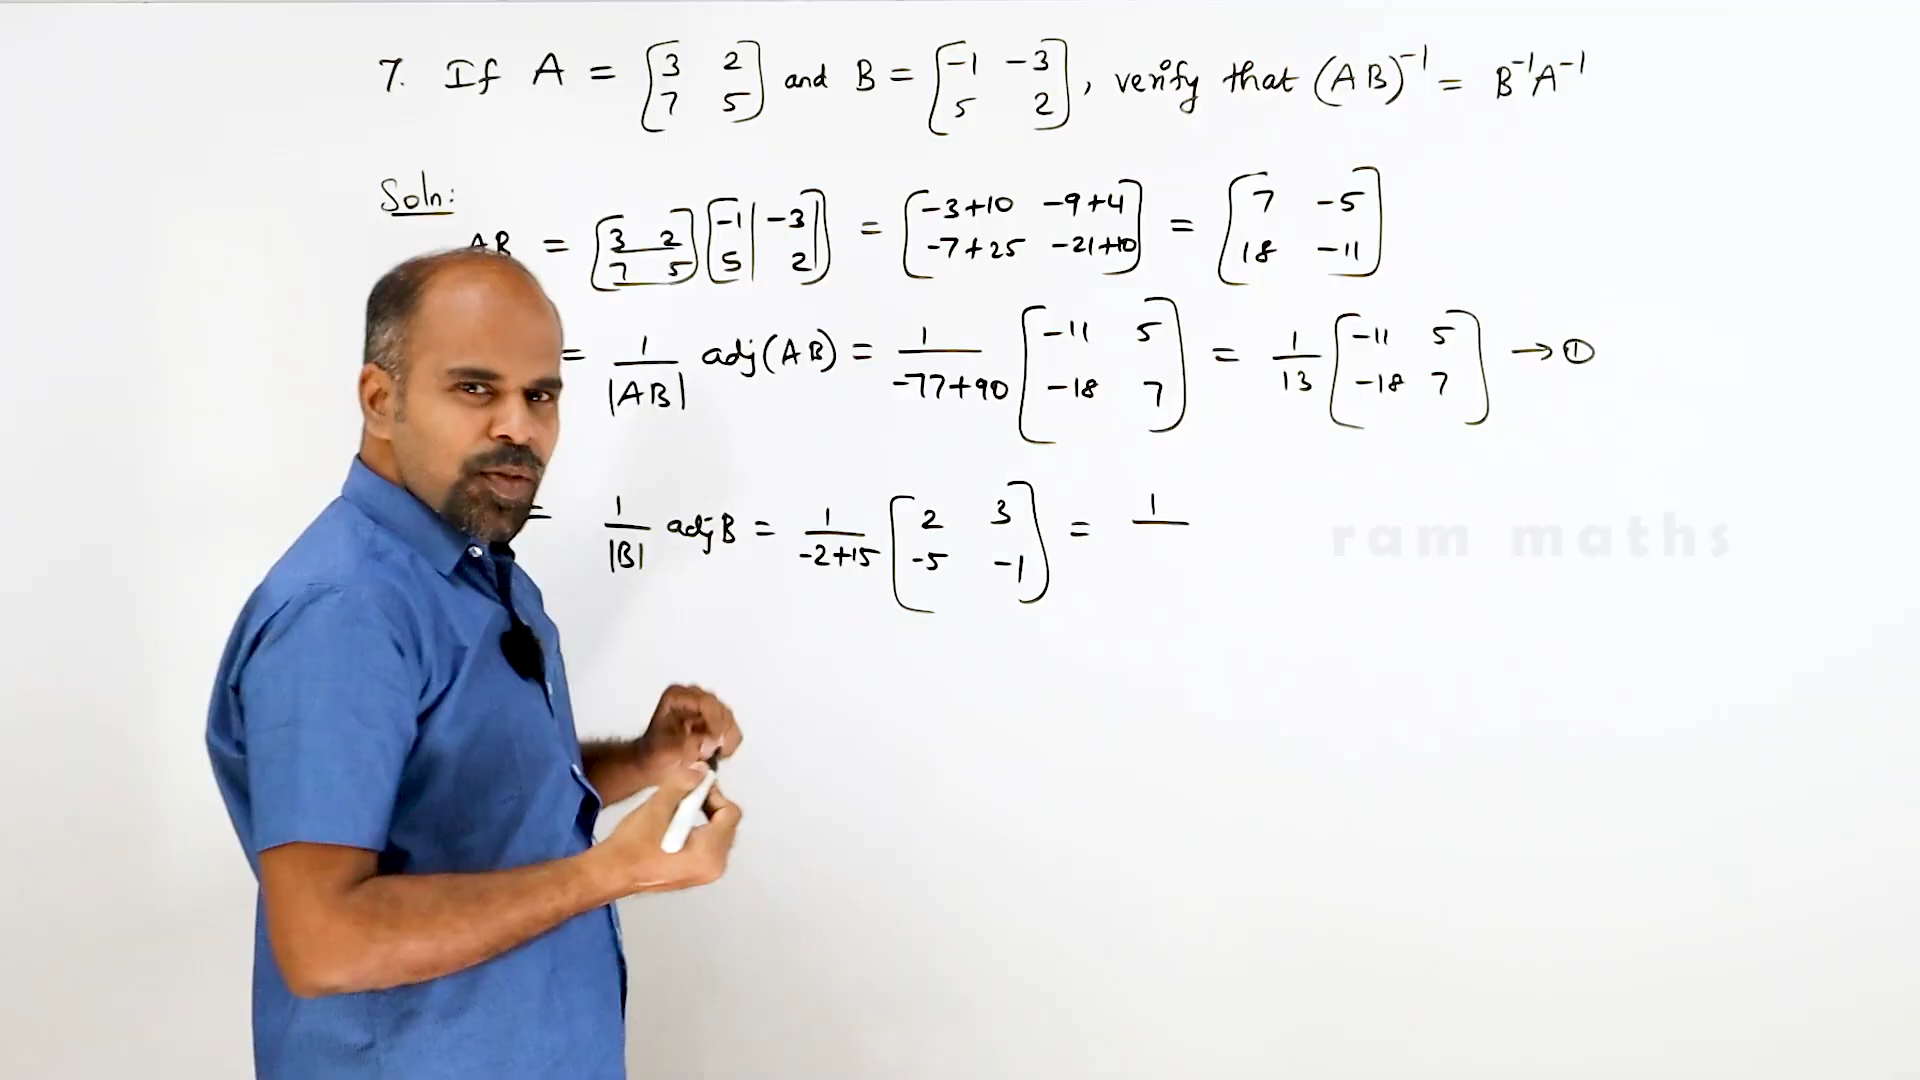 7. If A = [3 2 7 5] and B = [-1 -3 5 2], verify that (AB)⁻¹ = B⁻¹A⁻¹
Soln:
AB = [3 2 7 5] [-1 -3 5 2] = [-3+10 -9+4 -7+25 -21+10] = [7 -5 18 -11]
= 1/|AB| adj(AB) = 1/-77+90 [-11 5 -18 7] = 1/13 [-11 5 -18 7] → ①
= 1/|B| adjB = 1/-2+15 [2 3 -5 -1] = 1/
ram maths